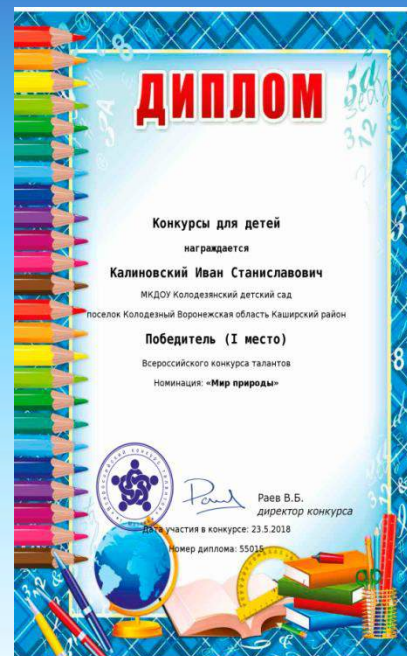 ДИПЛОМ
Конкурсы для детей
награждается
Калиновский Иван Станиславович
МКДОУ Колодезянский детский сад
поселок Колодезный Воронежская область Каширский район
Победитель (I место)
Всероссийского конкурса талантов
Номинация: «Мир природы»
Раев В.Б.
директор конкурса
Дата участия в конкурсе: 23.5.2018
Номер диплома: 55015